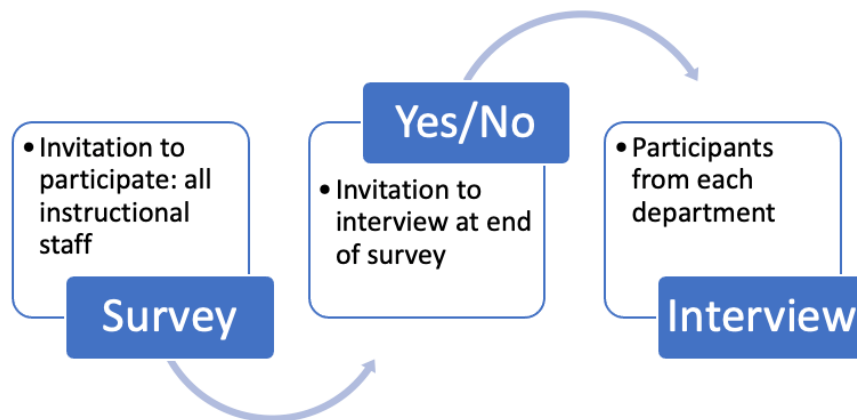 • Invitation to
participate: all
instructional
staff
Survey
Yes/No
• Invitation to
interview at end
of survey
• Participants
from each
department
Interview